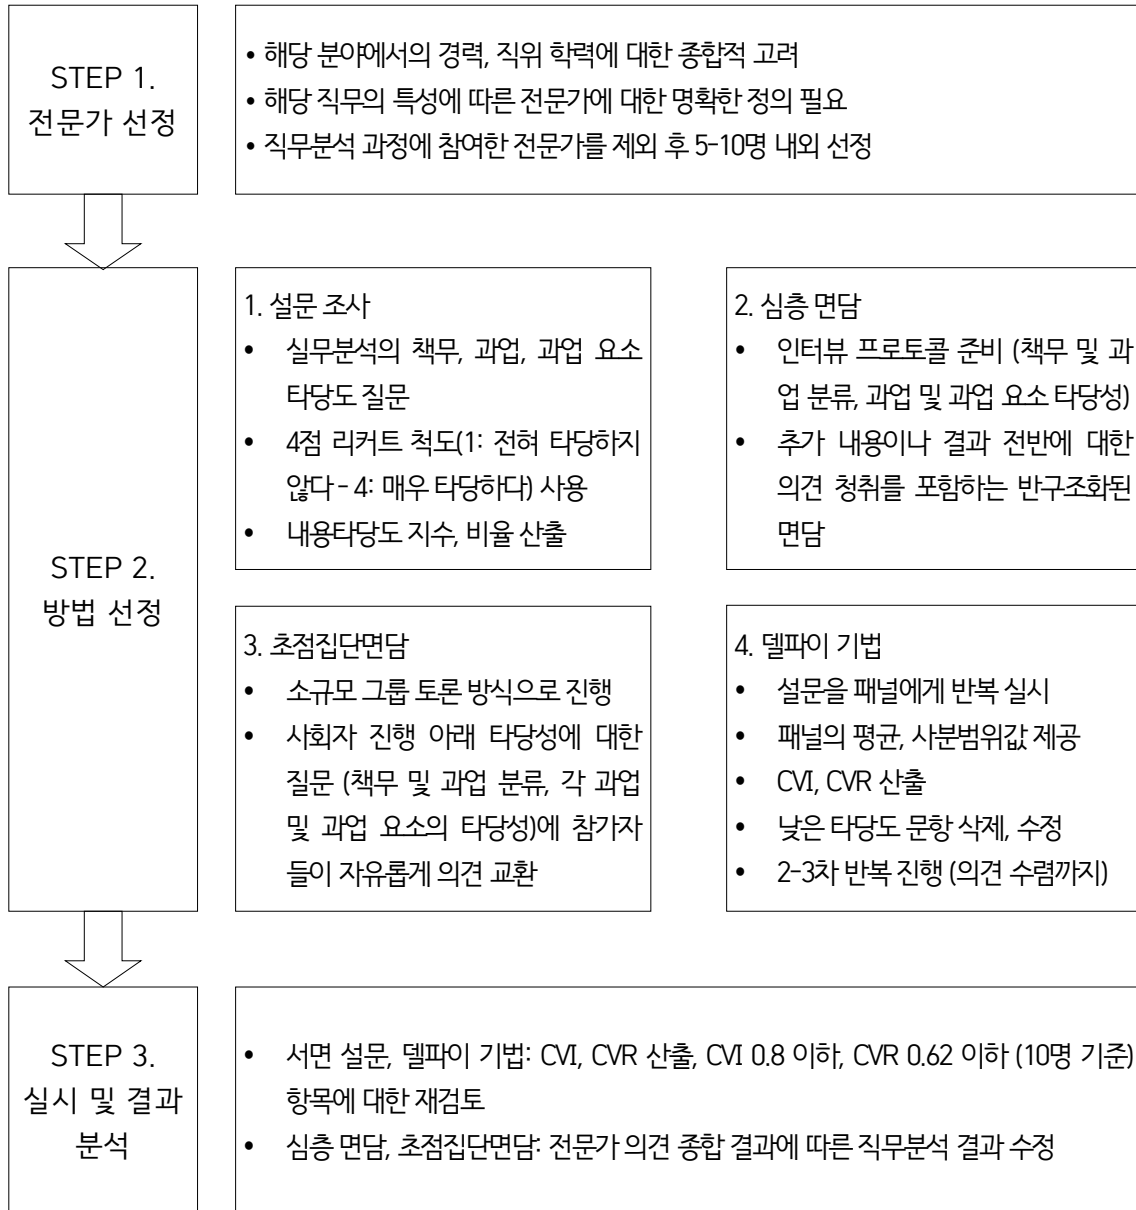 STEP 1.
전문가 선정
• 해당 분야에서의 경력, 직위 학력에 대한 종합적 고려
• 해당 직무의 특성에 따른 전문가에 대한 명확한 정의 필요
• 직무분석 과정에 참여한 전문가를 제외 후 5-10명 내외 선정
STEP 2.
방법 선정
1. 설문 조사
• 실무분석의 책무, 과업, 과업 요소
타당도 질문
• 4점 리커트 척도(1: 전혀 타당하지
않다 - 4: 매우 타당하다) 사용
• 내용타당도 지수, 비율 산출
2. 심층 면담
• 인터뷰 프로토콜 준비 (책무 및 과
업 분류, 과업 및 과업 요소 타당성)
• 추가 내용이나 결과 전반에 대한
의견 청취를 포함하는 반구조화된
면담
3. 초점집단면담
• 소규모 그룹 토론 방식으로 진행
• 사회자 진행 아래 타당성에 대한
질문 (책무 및 과업 분류, 각 과업
및 과업 요소의 타당성)에 참가자
들이 자유롭게 의견 교환
4. 델파이 기법
• 설문을 패널에게 반복 실시
• 패널의 평균, 사분범위값 제공
• CVI, CVR 산출
• 낮은 타당도 문항 삭제, 수정
• 2-3차 반복 진행 (의견 수렴까지)
STEP 3.
실시 및 결과
분석
• 서면 설문, 델파이 기법: CVI, CVR 산출, CVI 0.8 이하, CVR 0.62 이하 (10명 기준)
항목에 대한 재검토
• 심층 면담, 초점집단면담: 전문가 의견 종합 결과에 따른 직무분석 결과 수정